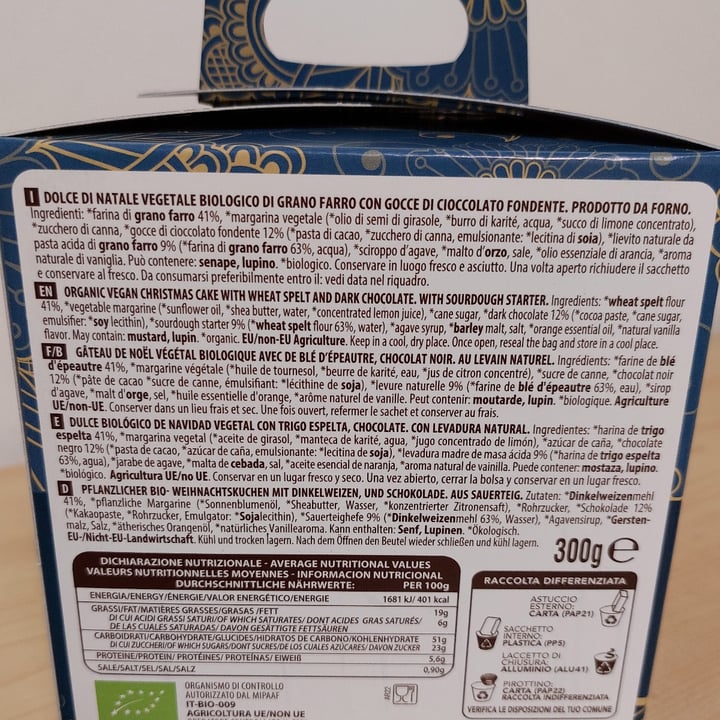 I DOLCE DI NATALE VEGETALE BIOLOGICO DI GRANO FARRO CON GOCCE DI CIOCCOLATO FONDENTE. PRODOTTO DA FORNO.
Ingredienti: *farina di grano farro 41%, *margarina vegetale (*olio di semi di girasole, *burro di karité, acqua, *succo di limone concentrato),
*zucchero di canna, *gocce di cioccolato fondente 12% (*pasta di cacao, *zucchero di canna, emulsionante: *lecitina di soia), *lievito naturale da
pasta acida di grano farro 9% (*farina di grano farro 63%, acqua), *sciroppo d'agave, *malto d'orzo, sale, *olio essenziale di arancia, *aroma
naturale di vaniglia. Può contenere: senape, lupino. *biologico. Conservare in luogo fresco e asciutto. Una volta aperto richiudere il sacchetto
e conservare al fresco. Da consumarsi preferibilmente entro il: vedi data nel riquadro.
EN ORGANIC VEGAN CHRISTMAS CAKE WITH WHEAT SPELT AND DARK CHOCOLATE. WITH SOURDOUGH STARTER. Ingredients: *wheat spelt flour
41%, *vegetable margarine (*sunflower oil, *shea butter, water, *concentrated lemon juice), *cane sugar, *dark chocolate 12% (*cocoa paste, *cane sugar,
emulsifier: *soy lecithin), *sourdough starter 9% (*wheat spelt flour 63%, water), *agave syrup, *barley malt, salt, *orange essential oil, *natural vanilla
flavor. May contain: mustard, lupin. *organic. EU/non-EU Agriculture. Keep in a cool, dry place. Once open, reseal the bag and store in a cool place.
F/B GÂTEAU DE NOËL VÉGÉTAL BIOLOGIQUE AVEC DE BLÉ D'ÉPEAUTRE, CHOCOLAT NOIR. AU LEVAIN NATUREL. Ingrédients: *farine de blé
d'épeautre 41%, *margarine végétale (*huile de tournesol, *beurre de karité, eau, *jus de citron concentré), *sucre de canne, *chocolat noir
12% (*pâte de cacao *sucre de canne, émulsifiant: *lécithine de soja), *levure naturelle 9% (*farine de blé d'épeautre 63%, eau), *sirop
d'agave, *malt d'orge, sel, *huile essentielle d'orange, *arôme naturel de vanille. Peut contenir: moutarde, lupin. *biologique. Agriculture
UE/non-UE. Conserver dans un lieu frais et sec. Une fois ouvert, refermer le sachet et conserver au frais.
E DULCE BIOLÓGICO DE NAVIDAD VEGETAL CON TRIGO ESPELTA, CHOCOLATE. CON LEVADURA NATURAL. Ingredientes: *harina de trigo
espelta 41%, *margarina vegetal (*aceite de girasol, *manteca de karité, agua, *jugo concentrado de limón), *azúcar de caña, *chocolate
negro 12% (*pasta de cacao, *azúcar de caña, emulsionante: *lecitina de soja), *levadura madre de masa ácida 9% (*harina de trigo espelta
63%, agua), *jarabe de agave, *malta de cebada, sal, *aceite esencial de naranja, *aroma natural de vainilla. Puede contener: mostaza, lupino.
*biológico. Agricultura UE/no UE. Conservar en un lugar fresco y seco. Una vez abierto, cerrar la bolsa y conservar en un lugar fresco.
D PFLANZLICHER BIO- WEIHNACHTSKUCHEN MIT DINKELWEIZEN, UND SCHOKOLADE. AUS SAUERTEIG. Zutaten: *Dinkelweizenmehl
41%, *pflanzliche Margarine (*Sonnenblumenöl, *Sheabutter, Wasser, *konzentrierter Zitronensaft), *Rohrzucker, *Schokolade 12%
(*Kakaopaste, *Rohrzucker, Emulgator: *Sojalecithin), *Sauerteighefe 9% (*Dinkelweizenmehl 63%, Wasser), *Agavensirup, *Gersten-
malz, Salz, *ätherisches Orangenöl, *natürliches Vanillearoma. Kann enthalten: Senf, Lupinen. *Ökologisch.
EU-/Nicht-EU-Landwirtschaft. Kühl und trocken lagern. Nach dem Öffnen den Beutel wieder schließen und kühl lagern.
300g e
DICHIARAZIONE NUTRIZIONALE - AVERAGE NUTRITIONAL VALUES
VALEURS NUTRITIONNELLES MOYENNES - INFORMACION NUTRICIONAL
DURCHSCHNITTLICHE NÄHRWERTE: PER 100g
ENERGIA/ENERGY/ÉNERGIE/VALOR ENERGÉTICO/ENERGIE 1681 kJ/ 401 kcal
GRASSI/FAT/MATIÈRES GRASSES/GRASAS /FETT 19g
DI CUI ACIDI GRASSI SATURI/OF WHICH SATURATES/ DONT ACIDES GRAS SATURÉS/ 6g
DE LAS CUALES SATURADAS/ DAVON GESÄTTIGTE FETTSÄUREN
CARBOIDRATI/CARBOHYDRATE/GLUCIDES/HIDRATOS DE CARBONO/KOHLENHYDRATE 51g
DI CUI ZUCCHERI/OF WHICH SUGARS/DONT SUCRES/DE LOS CUALES AZÚCARES/ DAVON ZUCKER 23g
PROTEINE/PROTEIN/ PROTÉINES/ PROTEÍNAS/ EIWEIß 5,6g
SALE/SALT/SEL/SAL/SALZ 0,90g
RACCOLTA DIFFERENZIATA
ASTUCCIO
ESTERNO:
CARTA (PAP21)
SACCHETTO
INTERNO:
PLASTICA (PP5)
LACCETTO DI
CHIUSURA:
ALLUMINIO (ALU41)
PIROTTINO:
CARTA (PAP22)
RACCOLTA INDIFFERENZIATA
VERIFICA LE DISPOSIZIONI DEL TUO COMUNE
ORGANISMO DI CONTROLLO
AUTORIZZATO DAL MIPAAF
IT-BIO-009
AGRICOLTURA UE/NON UE
AR22